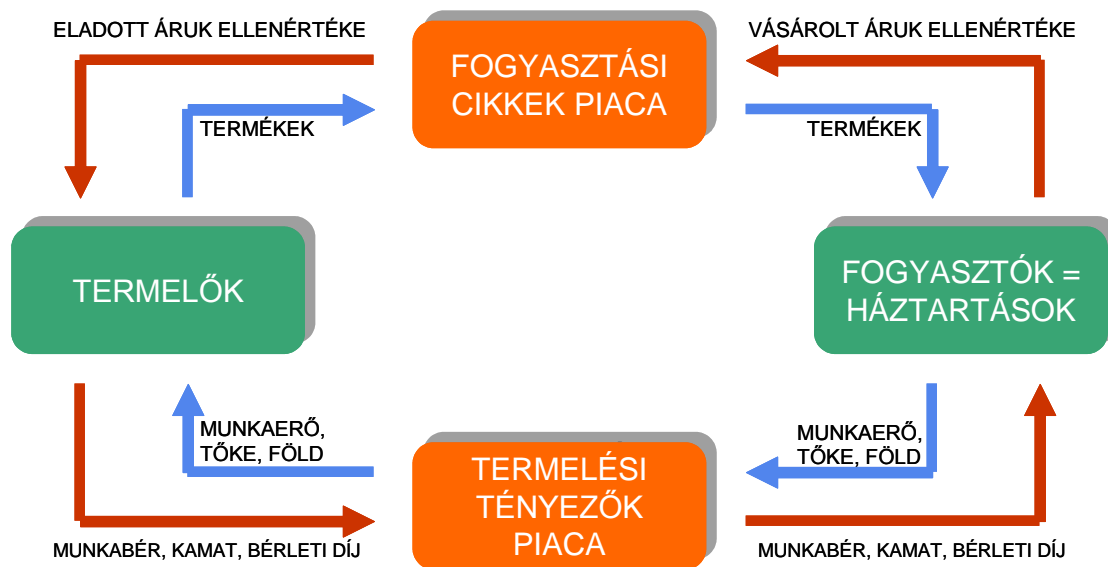 ELADOTT ÁRUK ELLENÉRTÉKE
VÁSÁROLT ÁRUK ELLENÉRTÉKE
FOGYASZTÁSI
CIKKEK PIACA
TERMÉKEK
TERMÉKEK
TERMELŐK
FOGYASZTÓK =
HÁZTARTÁSOK
MUNKAERŐ,
TŐKE, FÖLD
MUNKAERŐ,
TŐKE, FÖLD
TERMELÉSI
TÉNYEZŐK
PIACA
MUNKABÉR, KAMAT, BÉRLETI DÍJ
MUNKABÉR, KAMAT, BÉRLETI DÍJ